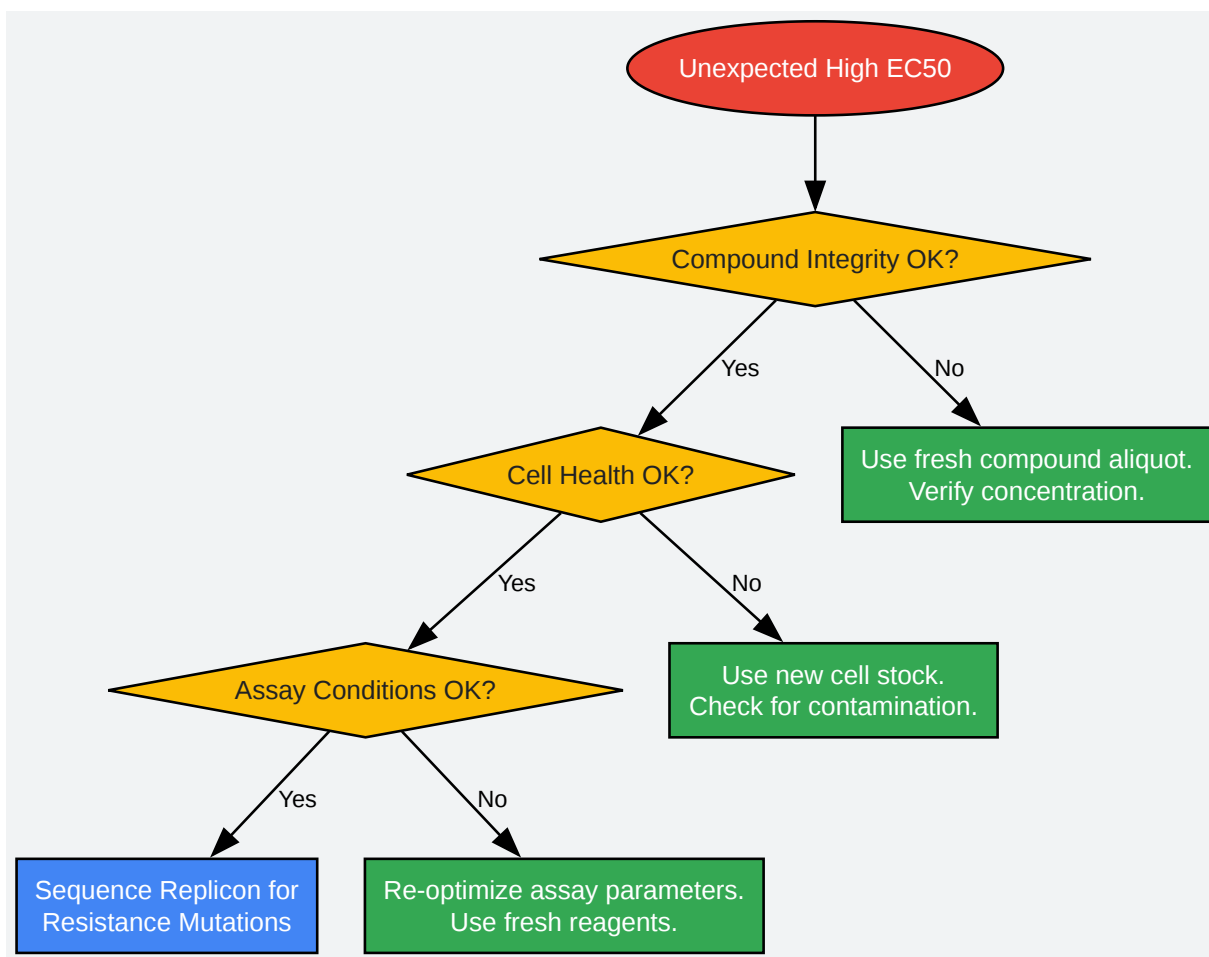 Unexpected High EC50
Compound Integrity OK?
Yes
No
Cell Health OK?
Use fresh compound aliquot.
Verify concentration.
Yes
No
Assay Conditions OK?
Use new cell stock.
Check for contamination.
Yes
No
Sequence Replicon for
Resistance Mutations
Re-optimize assay parameters.
Use fresh reagents.